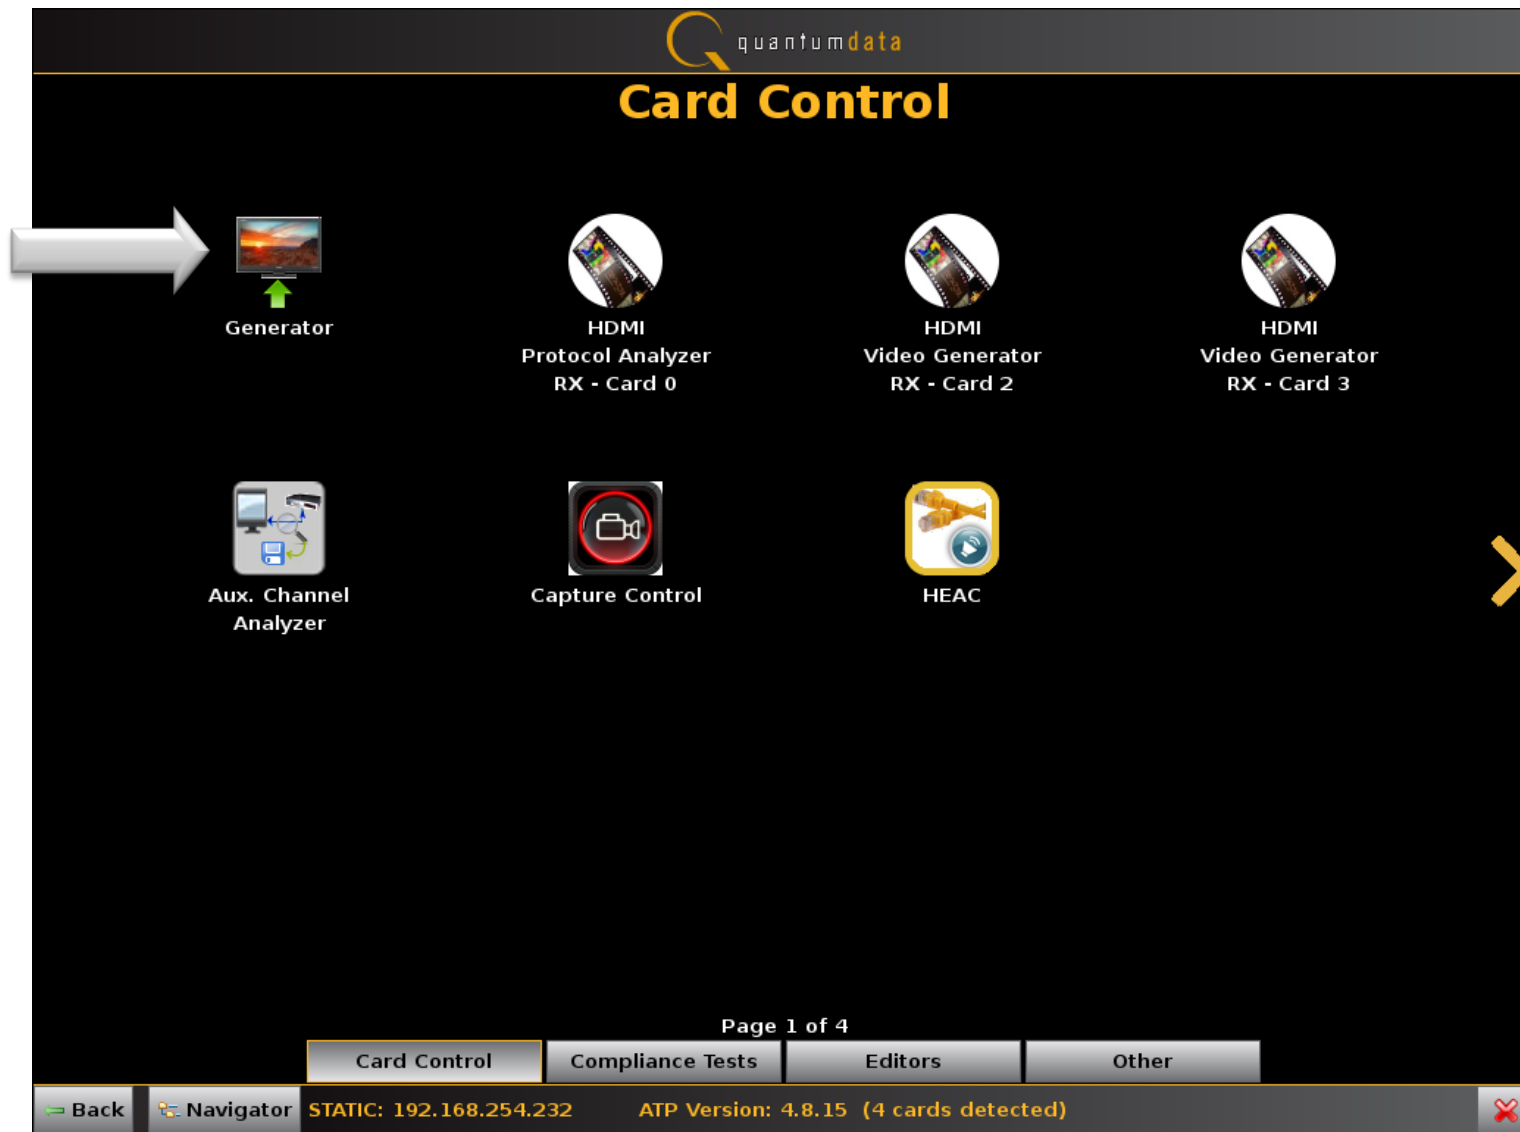 quantumdata
Card Control
Generator
HDMI
Protocol Analyzer
RX - Card 0
HDMI
Video Generator
RX - Card 2
HDMI
Video Generator
RX - Card 3
Aux. Channel
Analyzer
Capture Control
HEAC
Page 1 of 4
Card Control
Compliance Tests
Editors
Other
Back
Navigator
STATIC: 192.168.254.232
ATP Version: 4.8.15 (4 cards detected)